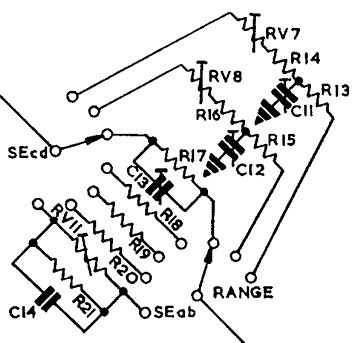 RV7
R14
RV8
R13
R16
C11
R15
SEcd
R17
C12
C13
R18
RV11
R19
R20
RANGE
R21
C14
SEab